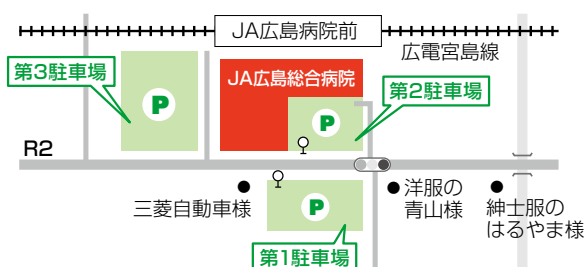 JA広島病院前
広電宮島線
第3駐車場
JA広島総合病院
P
P
第2駐車場
R2
三菱自動車様
P
洋服の
青山様
紳士服の
はるやま様
第1駐車場